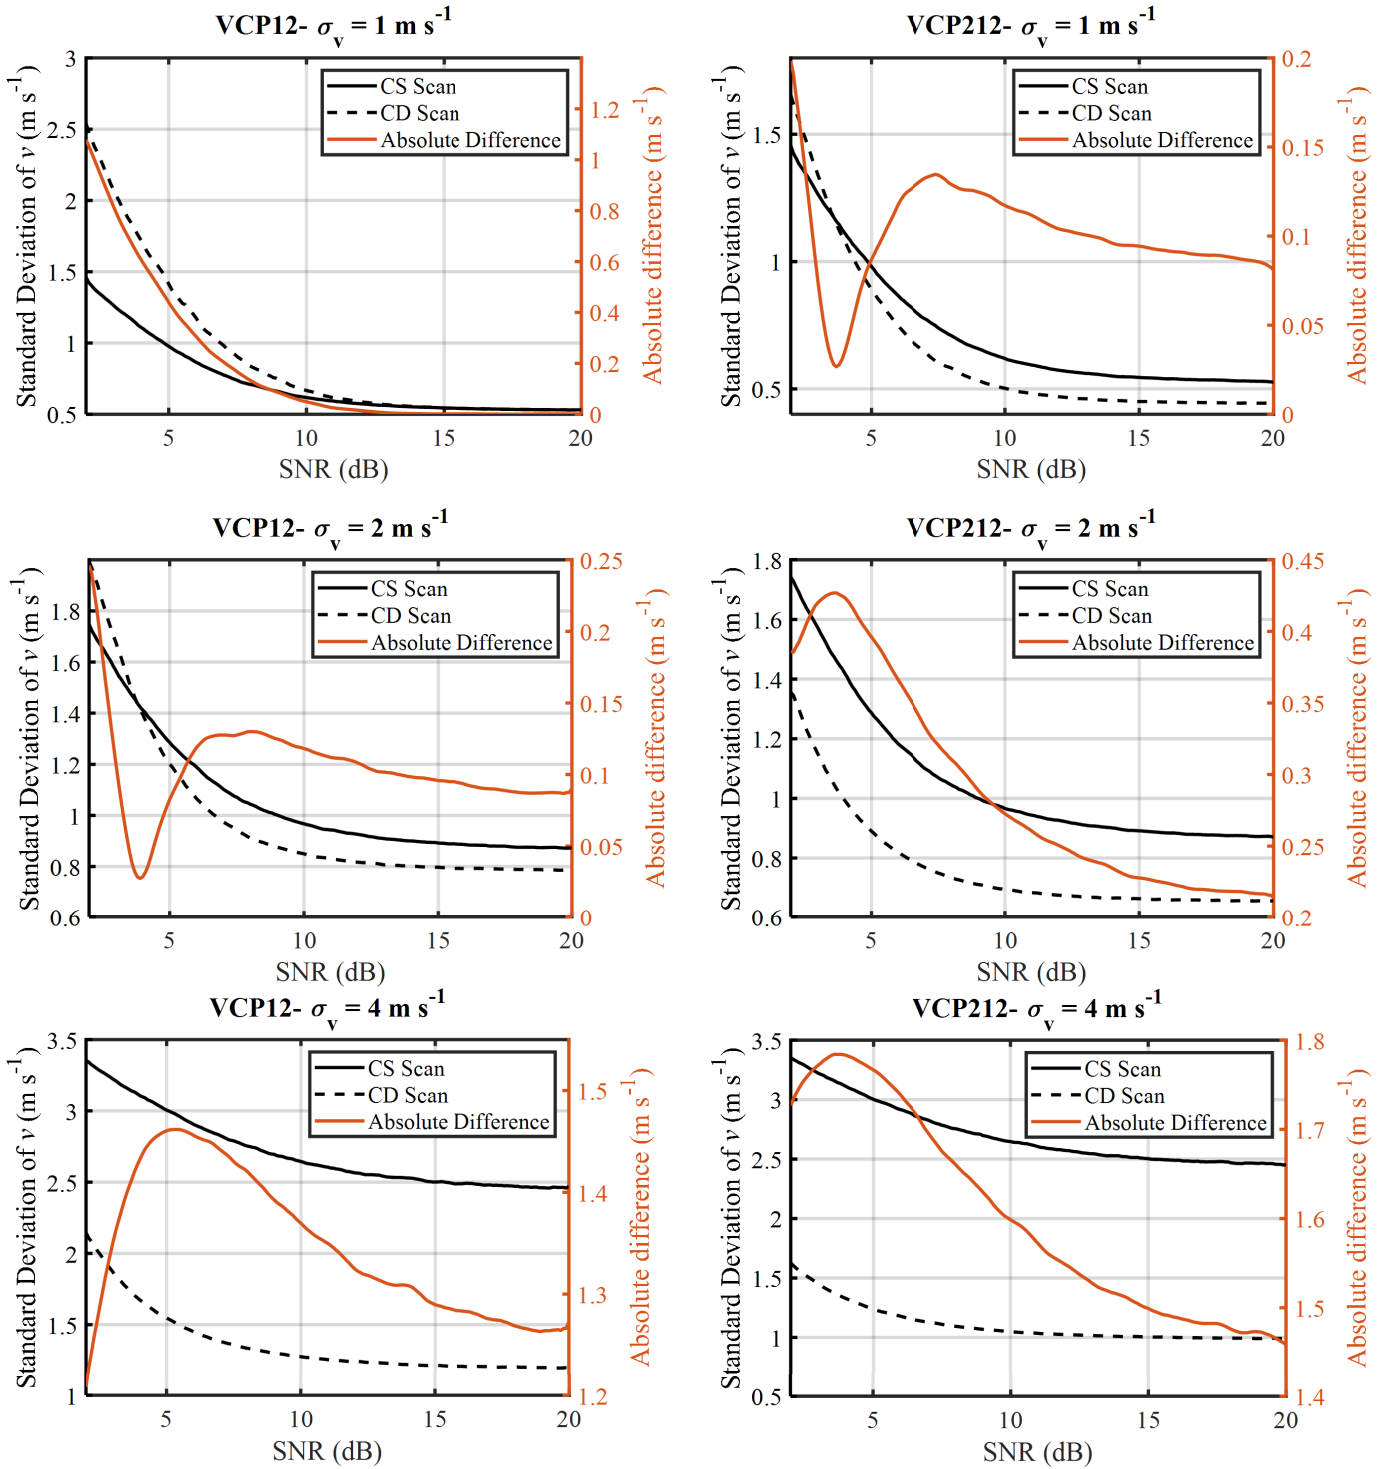 VCP12- σv = 1 m s-1
Standard Deviation of v (m s-1)
3
2.5
2
1.5
1
0.5
CS Scan
CD Scan
Absolute Difference
1.2
1
0.8
0.6
0.4
0.2
0
Absolute difference (m s-1)
5 10 15 20
SNR (dB)
VCP212- σv = 1 m s-1
Standard Deviation of v (m s-1)
1.5
1
0.5
CS Scan
CD Scan
Absolute Difference
0.2
0.15
0.1
0.05
0
Absolute difference (m s-1)
5 10 15 20
SNR (dB)
VCP12- σv = 2 m s-1
Standard Deviation of v (m s-1)
1.8
1.6
1.4
1.2
1
0.8
0.6
CS Scan
CD Scan
Absolute Difference
0.25
0.2
0.15
0.1
0.05
0
Absolute difference (m s-1)
5 10 15 20
SNR (dB)
VCP212- σv = 2 m s-1
Standard Deviation of v (m s-1)
1.8
1.6
1.4
1.2
1
0.8
0.6
CS Scan
CD Scan
Absolute Difference
0.45
0.4
0.35
0.3
0.25
0.2
Absolute difference (m s-1)
5 10 15 20
SNR (dB)
VCP12- σv = 4 m s-1
Standard Deviation of v (m s-1)
3.5
3
2.5
2
1.5
1
CS Scan
CD Scan
Absolute Difference
1.5
1.4
1.3
1.2
Absolute difference (m s-1)
5 10 15 20
SNR (dB)
VCP212- σv = 4 m s-1
Standard Deviation of v (m s-1)
3.5
3
2.5
2
1.5
1
0.5
CS Scan
CD Scan
Absolute Difference
1.8
1.7
1.6
1.5
1.4
Absolute difference (m s-1)
5 10 15 20
SNR (dB)